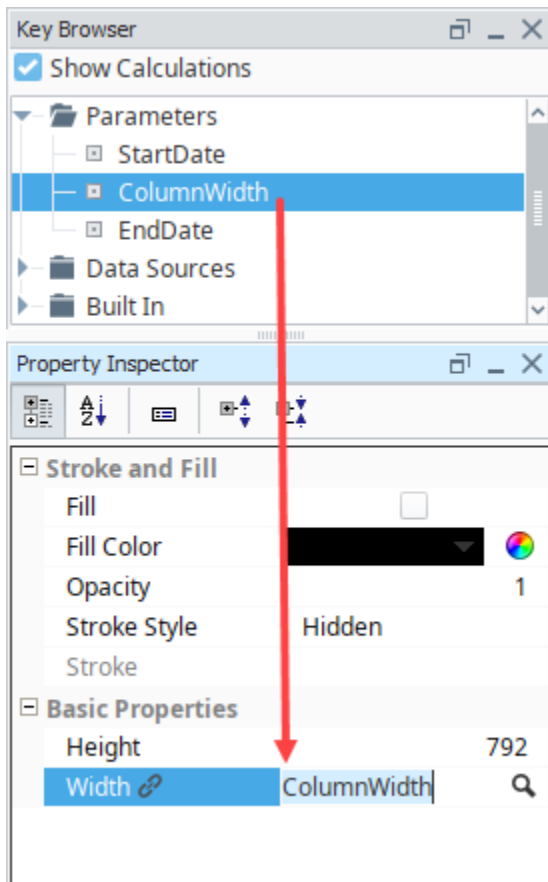 Key Browser
Show Calculations
Parameters
StartDate
ColumnWidth
EndDate
Data Sources
Built In
Property Inspector
A
Z
Stroke and Fill
Fill
Fill Color
Opacity 1
Stroke Style Hidden
Stroke
Basic Properties
Height 792
Width ColumnWidth